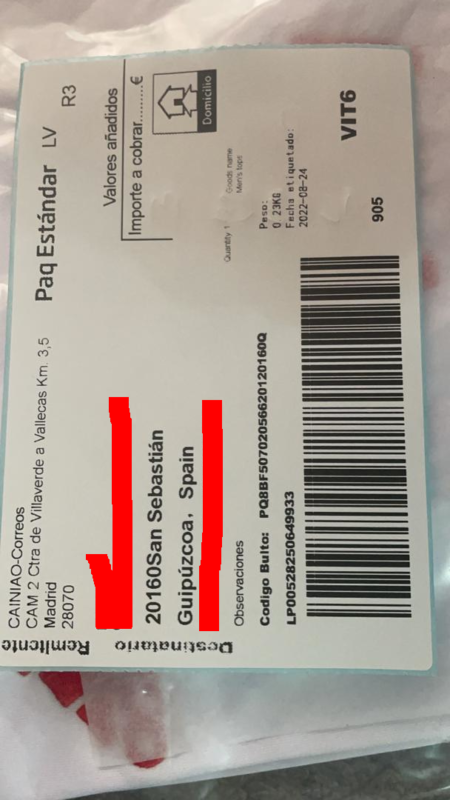 Remitente
CAINIAO-Correos
CAM 2 Ctra de Villaverde a Vallecas Km. 3,5
Madrid
28070
Paq Estándar LV R3
Valores añadidos
Importe a cobrar.........€
Domicilio
Destinatario
20160San Sebastián
Guipúzcoa, Spain
Observaciones
Quantity 1 Goods name
Men's tops
Codigo Bulto: PQ8BF50702056620120160Q
Peso:
0.23KG
Fecha etiquetado:
2022-08-24
LP00528250649933
VIT6
905